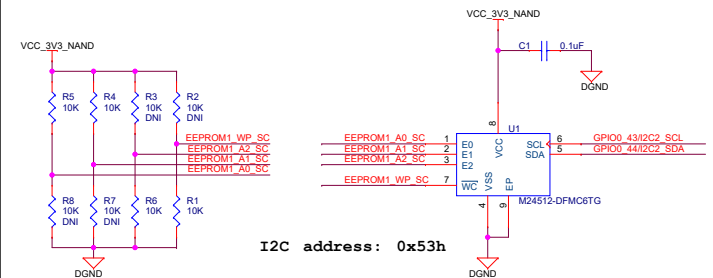 VCC_3V3_NAND
C1
0.1uF
VCC_3V3_NAND
DGND
R5
10K
R4
10K
R3
10K
DNI
R2
10K
DNI
8
U1
EEPROM1_WP_SC
EEPROM1_A2_SC
EEPROM1_A1_SC
EEPROM1_A0_SC
EEPROM1_A0_SC 1 E0
EEPROM1_A1_SC 2 E1
EEPROM1_A2_SC 3 E2
EEPROM1_WP_SC 7 WC
VCC
SCL 6 GPIO0_43/I2C2_SCL
SDA 5 GPIO0_44/I2C2_SDA
VSS
EP
M24512-DFMC6TG
4
9
R8
10K
DNI
R7
10K
DNI
R6
10K
R1
10K
I2C address: 0x53h
DGND
DGND